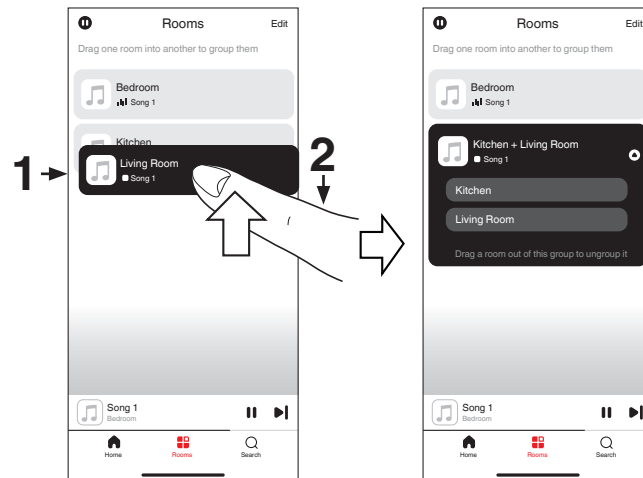 Rooms
Edit
Drag one room into another to group them
Bedroom
Song 1
Kitchen
Living Room
Song 1
1
2
Song 1
Bedroom
Home
Rooms
Search
Rooms
Edit
Drag one room into another to group them
Bedroom
Song 1
Kitchen + Living Room
Song 1
Kitchen
Living Room
Drag a room out of this group to ungroup it
Song 1
Bedroom
Home
Rooms
Search